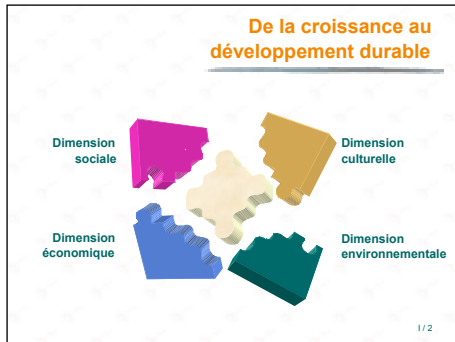 De la croissance au
développement durable
Dimension
sociale
Dimension
culturelle
Dimension
économique
Dimension
environnementale
I / 2